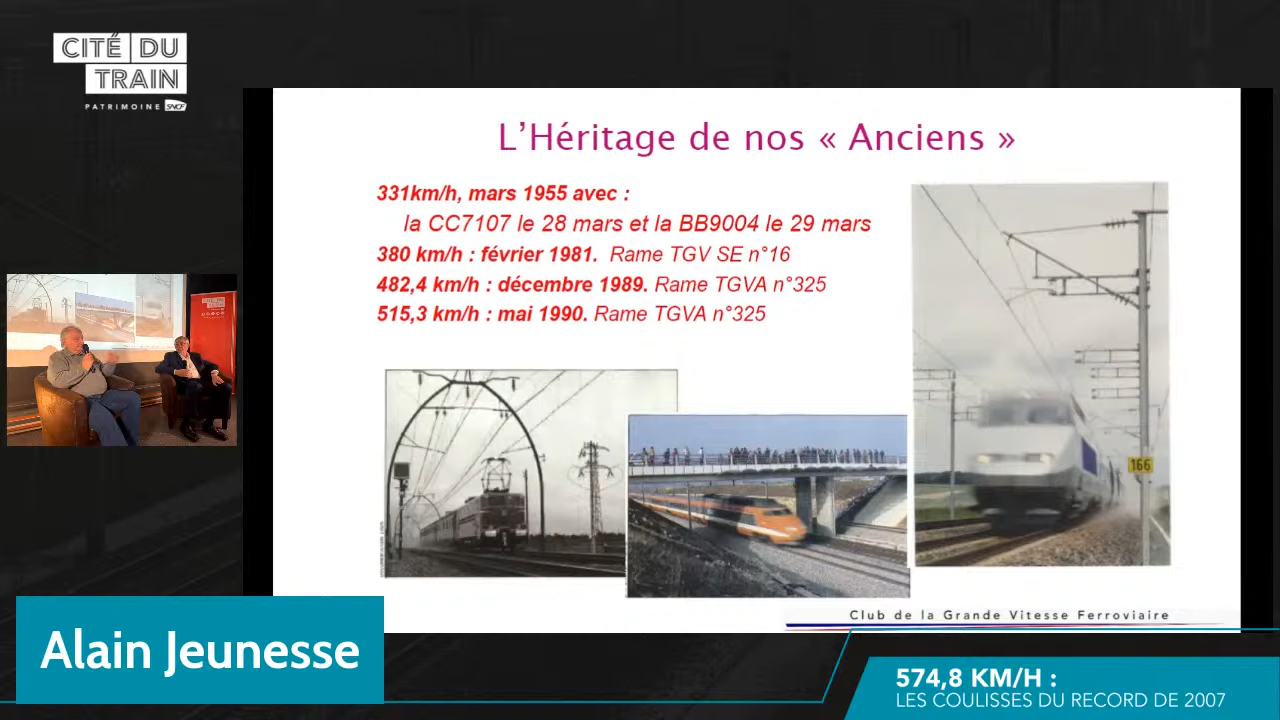 CITÉ DU
TRAIN
PATRIMOINE SNCF
L’Héritage de nos « Anciens »
331km/h, mars 1955 avec :
la CC7107 le 28 mars et la BB9004 le 29 mars
380 km/h : février 1981. Rame TGV SE n°16
482,4 km/h : décembre 1989. Rame TGVA n°325
515,3 km/h : mai 1990. Rame TGVA n°325
166
Club de la Grande Vitesse Ferroviaire
Alain Jeunesse
574,8 KM/H :
LES COULISSES DU RECORD DE 2007